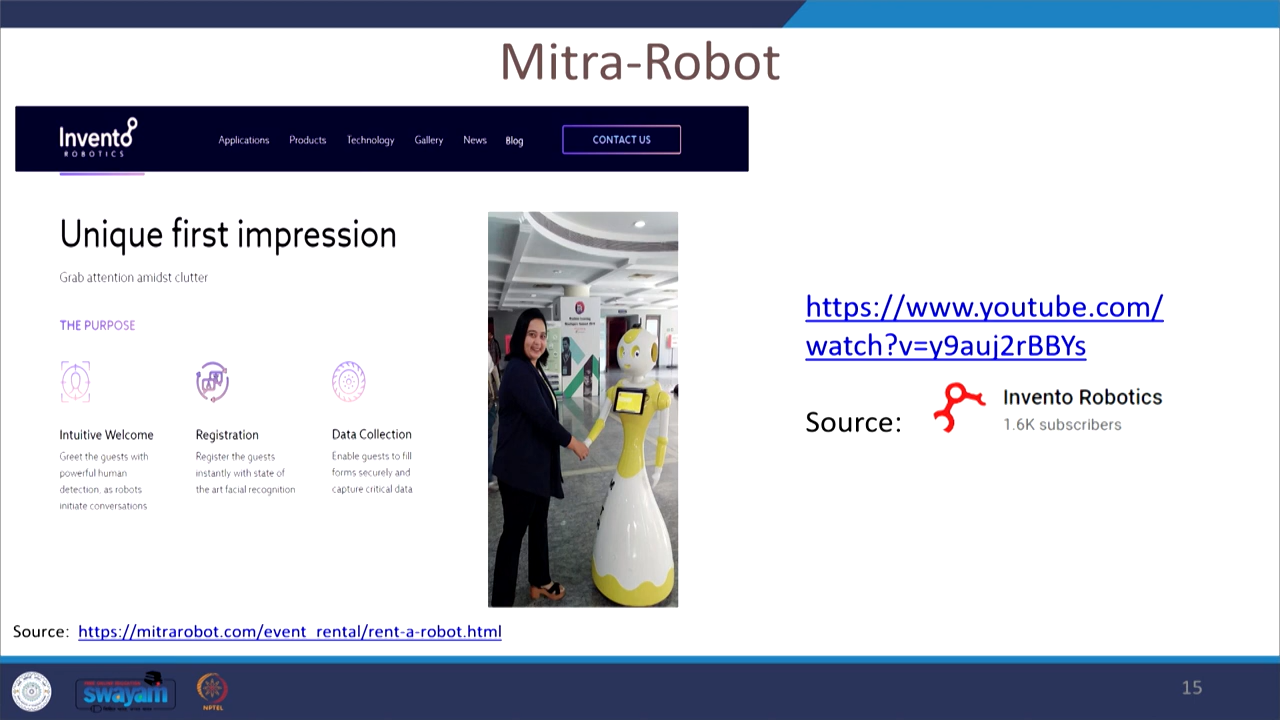 Mitra-Robot
Invento
ROBOTICS
Applications Products Technology Gallery News Blog CONTACT US
Unique first impression
Grab attention amidst clutter
THE PURPOSE
Intuitive Welcome
Greet the guests with
powerful human
detection, as robots
initiate conversations
Registration
Register the guests
instantly with state of
the art facial recognition
Data Collection
Enable guests to fill
forms securely and
capture critical data
https://www.youtube.com/
watch?v=y9auj2rBBYs
Source:
Invento Robotics
1.6K subscribers
Source: https://mitrarobot.com/event_rental/rent-a-robot.html
swayam
NPTEL
15